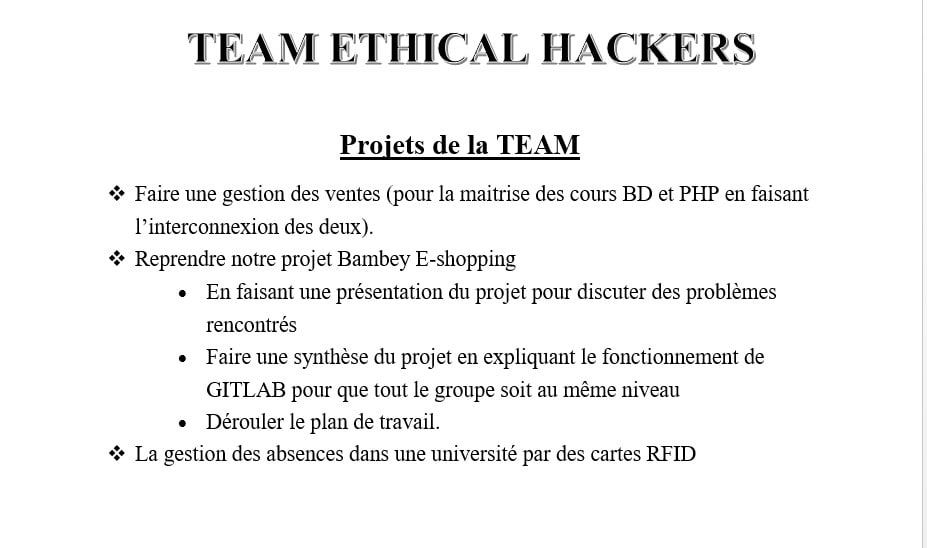 TEAM ETHICAL HACKERS
Projets de la TEAM
❖ Faire une gestion des ventes (pour la maitrise des cours BD et PHP en faisant
l’interconnexion des deux).
❖ Reprendre notre projet Bambey E-shopping
• En faisant une présentation du projet pour discuter des problèmes
rencontrés
• Faire une synthèse du projet en expliquant le fonctionnement de
GITLAB pour que tout le groupe soit au même niveau
• Dérouler le plan de travail.
❖ La gestion des absences dans une université par des cartes RFID